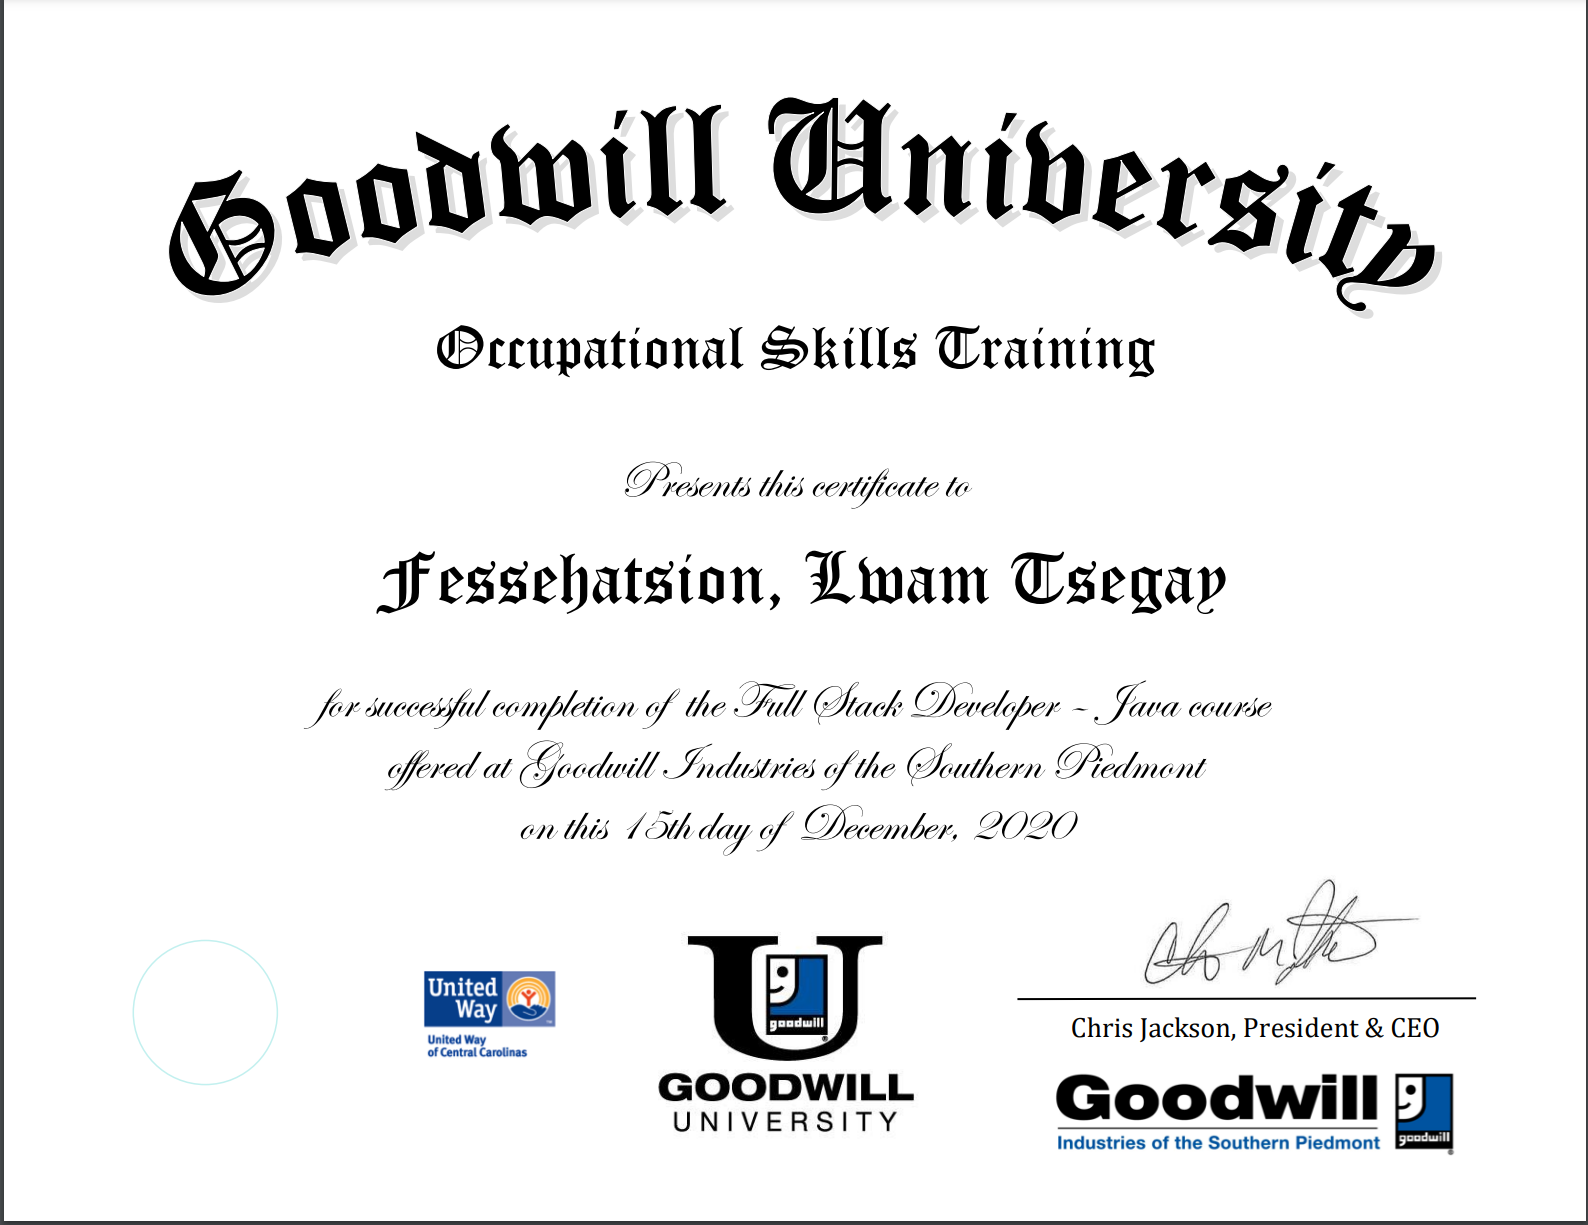 Goodwill University
Occupational Skills Training
Presents this certificate to
Fessehatsion, Lwam Tsegay
for successful completion of the Full Stack Developer – Java course
offered at Goodwill Industries of the Southern Piedmont
on this 15th day of December, 2020
United
Way
United Way
of Central Carolinas
goodwill
GOODWILL
UNIVERSITY
Chris Jackson, President & CEO
Goodwill
Industries of the Southern Piedmont
goodwill